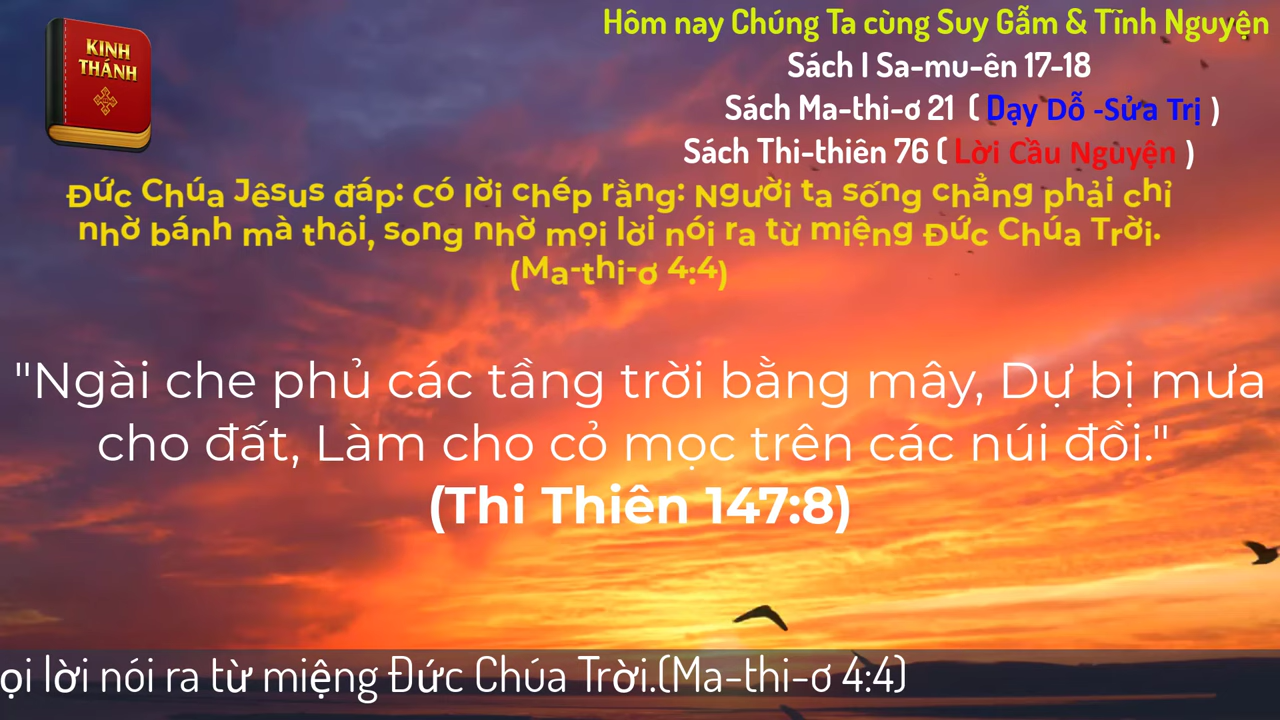 KINH
THÁNH
Hôm nay Chúng Ta cùng Suy Gẫm & Tĩnh Nguyện
Sách I Sa-mu-ên 17-18
Sách Ma-thi-ơ 21 ( Dạy Dỗ -Sửa Trị )
Sách Thi-thiên 76 ( Lời Cầu Nguyện )
Đức Chúa Jêsus đáp: Có lời chép rằng: Người ta sống chẳng phải chỉ
nhờ bánh mà thôi, song nhờ mọi lời nói ra từ miệng Đức Chúa Trời.
(Ma-thi-ơ 4:4)
"Ngài che phủ các tầng trời bằng mây, Dự bị mưa
cho đất, Làm cho cỏ mọc trên các núi đồi."
(Thi Thiên 147:8)
ọi lời nói ra từ miệng Đức Chúa Trời.(Ma-thi-ơ 4:4)